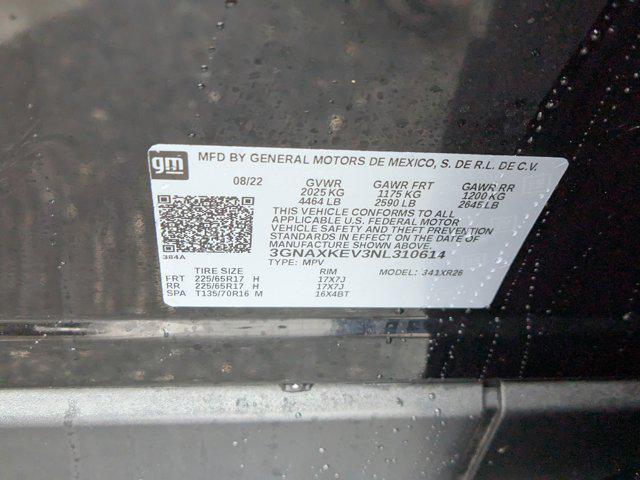 gm
MFD BY GENERAL MOTORS DE MEXICO, S. DE R.L. DE C.V.
08/22 GVWR GAWR FRT GAWR RR
2025 KG 1175 KG 1200 KG
4464 LB 2590 LB 2645 LB
THIS VEHICLE CONFORMS TO ALL
APPLICABLE U.S. FEDERAL MOTOR
VEHICLE SAFETY AND THEFT PREVENTION
STANDARDS IN EFFECT ON THE DATE OF
MANUFACTURE SHOWN ABOVE.
384A
3GNAXKEV3NL310614
TYPE: MPV MODEL: 341XR26
TIRE SIZE RIM
FRT 225/65R17 H 17X7J
RR 225/65R17 H 17X7J
SPA T135/70R16 M 16X4BT